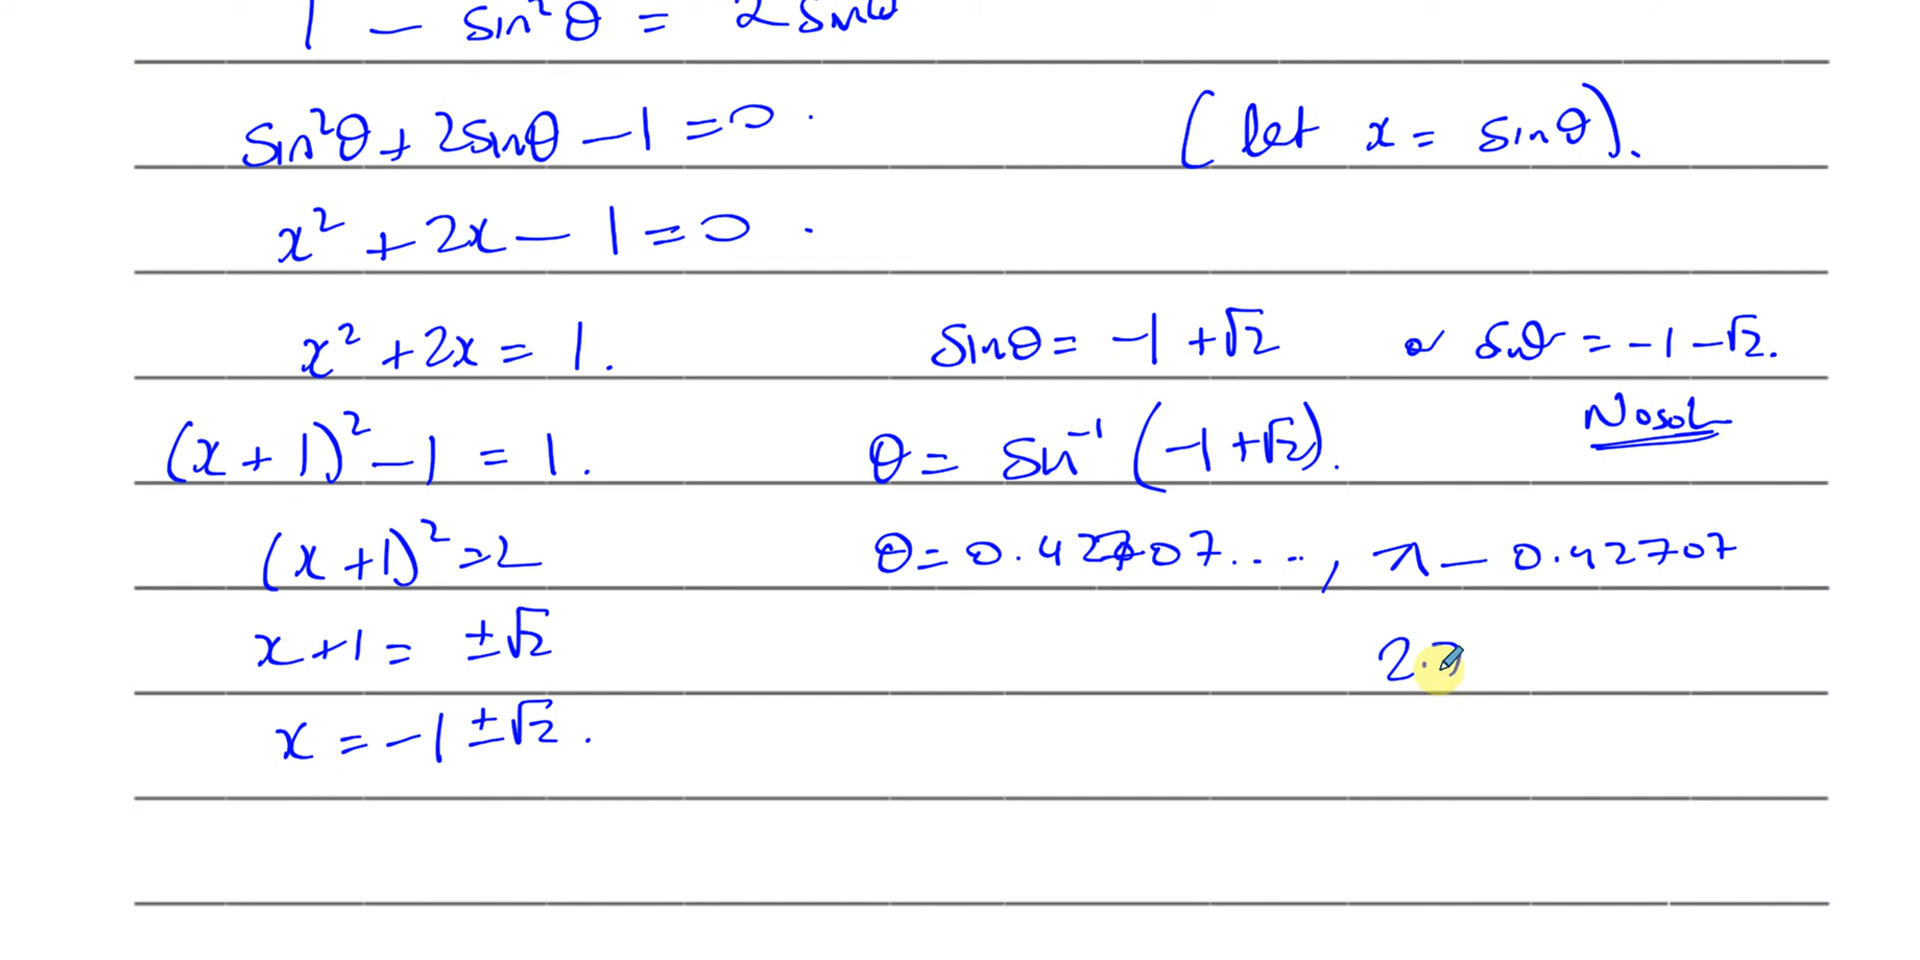 1 − sin²θ = 2sinθ
sin²θ + 2sinθ − 1 = 0.
(let x = sinθ).
x² + 2x − 1 = 0.
x² + 2x = 1.
(x + 1)² − 1 = 1.
(x + 1)² = 2
x + 1 = ±√2
x = −1 ±√2.
sinθ = −1 + √2 or sinθ = −1 − √2.
No sol
θ = sin⁻¹(−1 + √2).
θ = 0.42707...., π − 0.42707
2.7